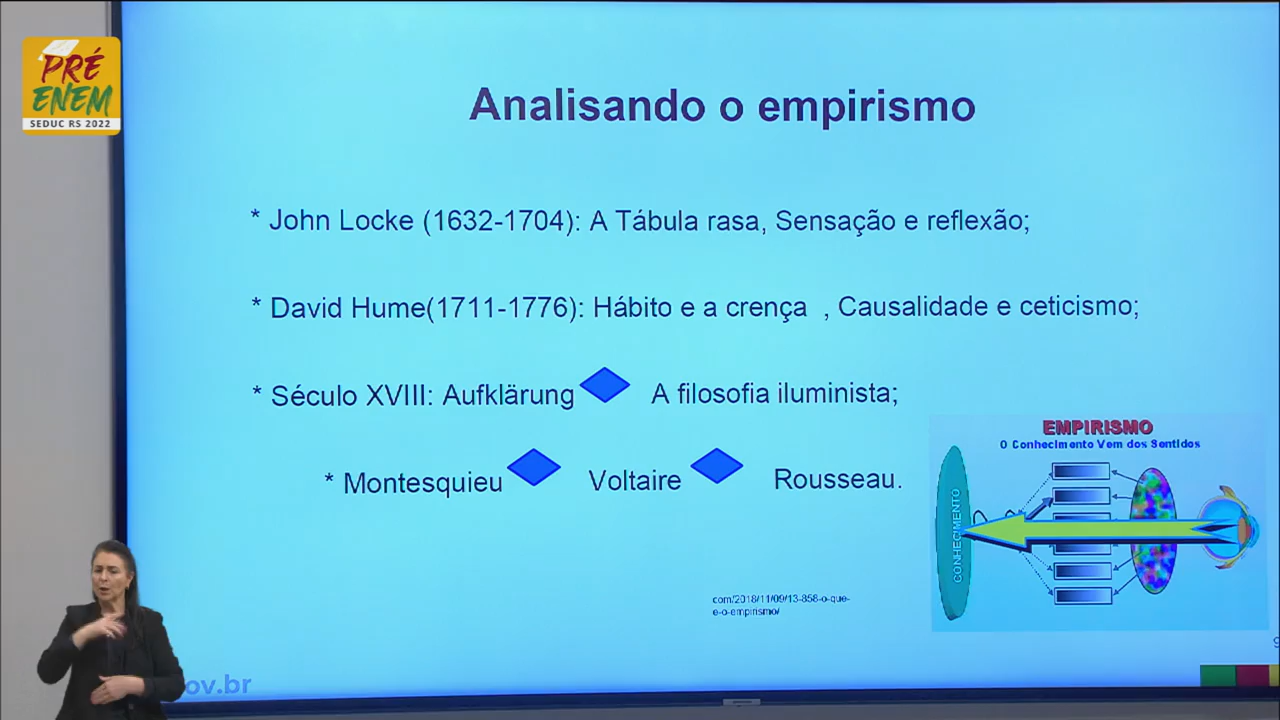 PRÉ
ENEM
SEDUC RS 2022
Analisando o empirismo
* John Locke (1632-1704): A Tábula rasa, Sensação e reflexão;
* David Hume(1711-1776): Hábito e a crença , Causalidade e ceticismo;
* Século XVIII: Aufklärung A filosofia iluminista;
* Montesquieu Voltaire Rousseau.
EMPIRISMO
O Conhecimento Vem dos Sentidos
CONHECIMENTO
com/2018/11/09/13-858-o-que-
e-o-empirismo/
ov.br